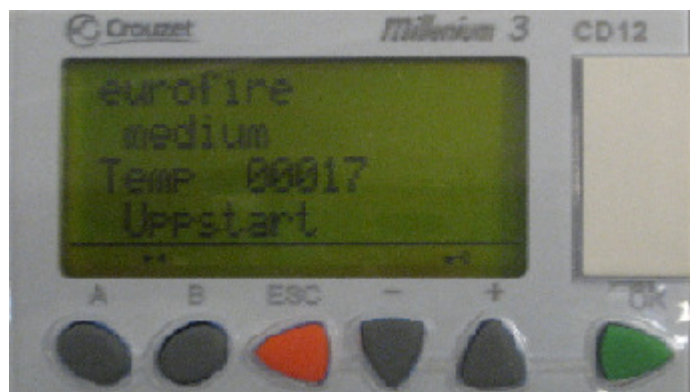 Crouzet millenium 3 CD12
eurofire
medium
Temp 00017
Uppstart
A B ESC - + OK